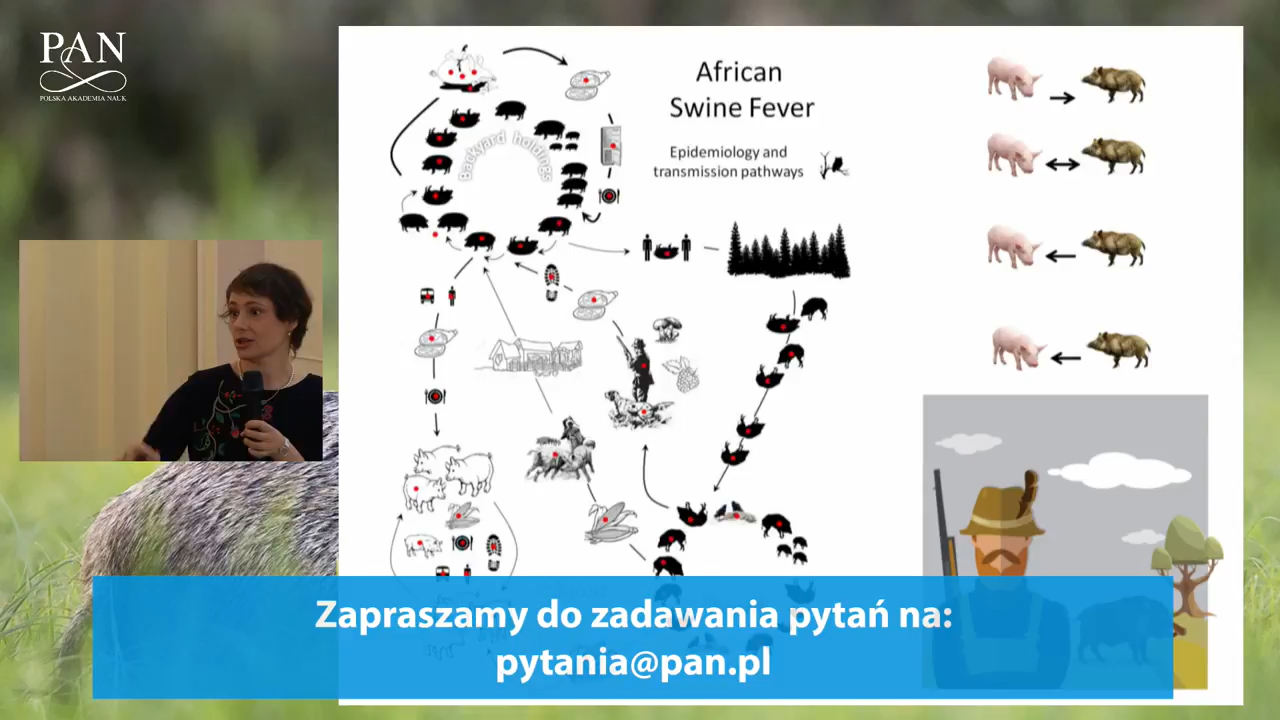 PAN
POLSKA AKADEMIA NAUK
African
Swine Fever
Epidemiology and
transmission pathways
Backyard holdings
Zapraszamy do zadawania pytań na:
pytania@pan.pl